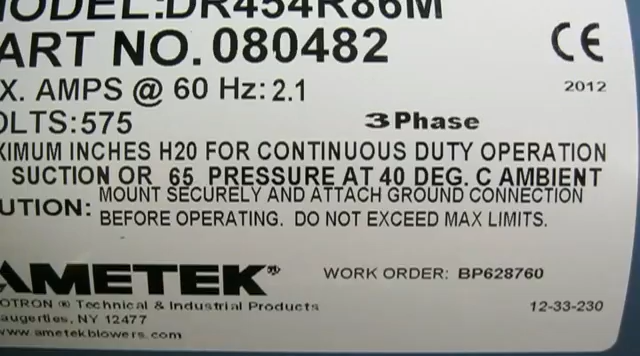 MODEL:DR454R86M
ART NO. 080482
CE
X. AMPS @ 60 Hz: 2.1
2012
OLTS: 575
3 Phase
XIMUM INCHES H20 FOR CONTINUOUS DUTY OPERATION
SUCTION OR 65 PRESSURE AT 40 DEG. C AMBIENT
UTION: MOUNT SECURELY AND ATTACH GROUND CONNECTION
BEFORE OPERATING. DO NOT EXCEED MAX LIMITS.
AMETEK®
WORK ORDER: BP628760
OTRON ® Technical & Industrial Products
12-33-230
augerties, NY 12477
www.ametekblowers.com